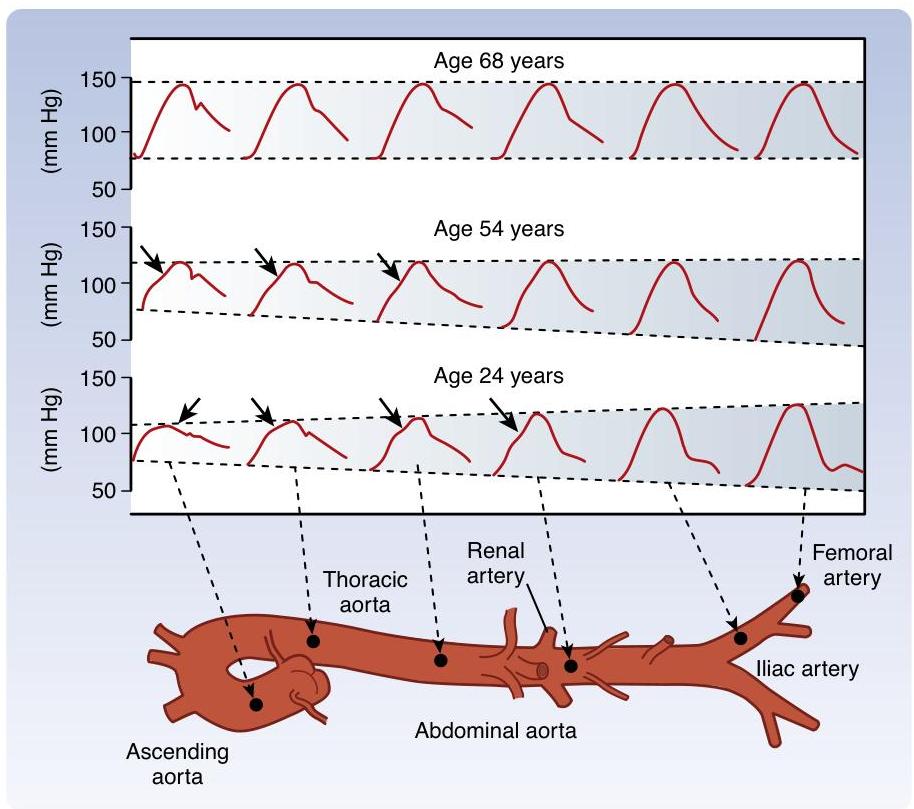 Age 68 years
(mm Hg)
150
100
50
Age 54 years
(mm Hg)
150
100
50
Age 24 years
(mm Hg)
150
100
50
Renal
artery
Femoral
artery
Thoracic
aorta
Iliac artery
Abdominal aorta
Ascending
aorta